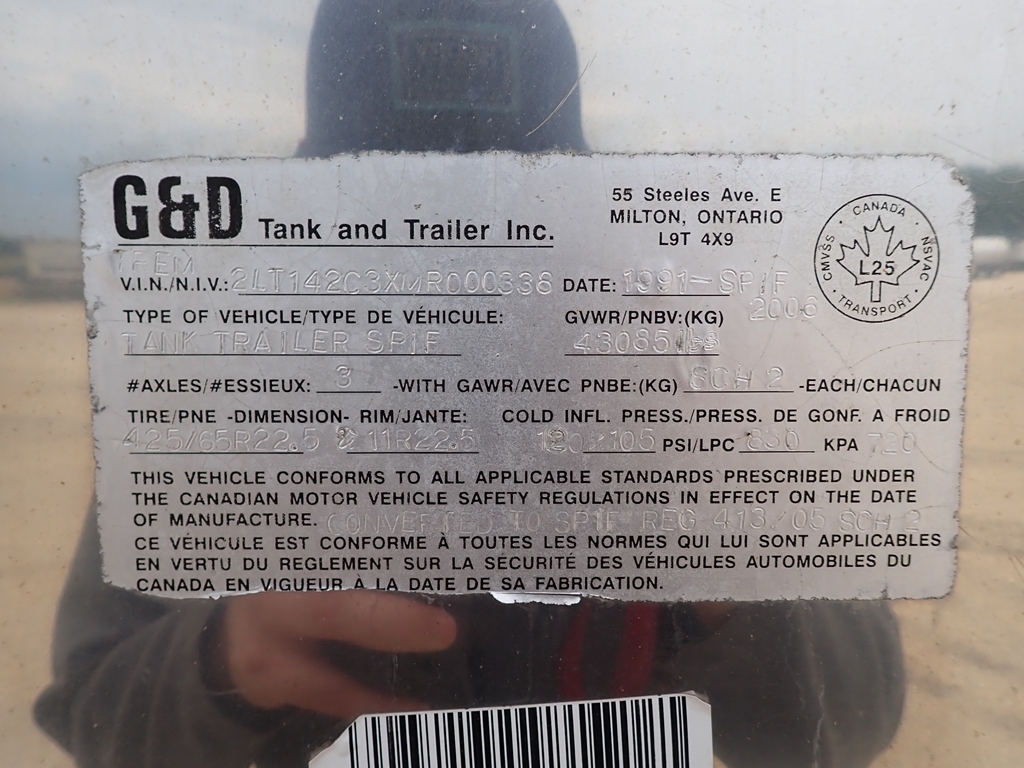 G&D Tank and Trailer Inc.
55 Steeles Ave. E
MILTON, ONTARIO
L9T 4X9
CANADA
CMVSS NSVAC
L25
TRANSPORT
V.I.N./N.I.V.: 2LT142C3XMR000336 DATE: 1991-SPIF
2006
TYPE OF VEHICLE/TYPE DE VÉHICULE: GVWR/PNBV:(KG)
TANK TRAILER SPIF 43085
#AXLES/#ESSIEUX: 3 -WITH GAWR/AVEC PNBE:(KG) SCH 2 -EACH/CHACUN
TIRE/PNE -DIMENSION- RIM/JANTE: COLD INFL. PRESS./PRESS. DE GONF. A FROID
425/65R22.5 11R22.5 120/105 PSI/LPC 830 KPA 720
THIS VEHICLE CONFORMS TO ALL APPLICABLE STANDARDS PRESCRIBED UNDER
THE CANADIAN MOTOR VEHICLE SAFETY REGULATIONS IN EFFECT ON THE DATE
OF MANUFACTURE. CONVERTED TO SPIF REG 413/05 SCH 2
CE VÉHICULE EST CONFORME À TOUTES LES NORMES QUI LUI SONT APPLICABLES
EN VERTU DU REGLEMENT SUR LA SÉCURITÉ DES VÉHICULES AUTOMOBILES DU
CANADA EN VIGUEUR À LA DATE DE SA FABRICATION.